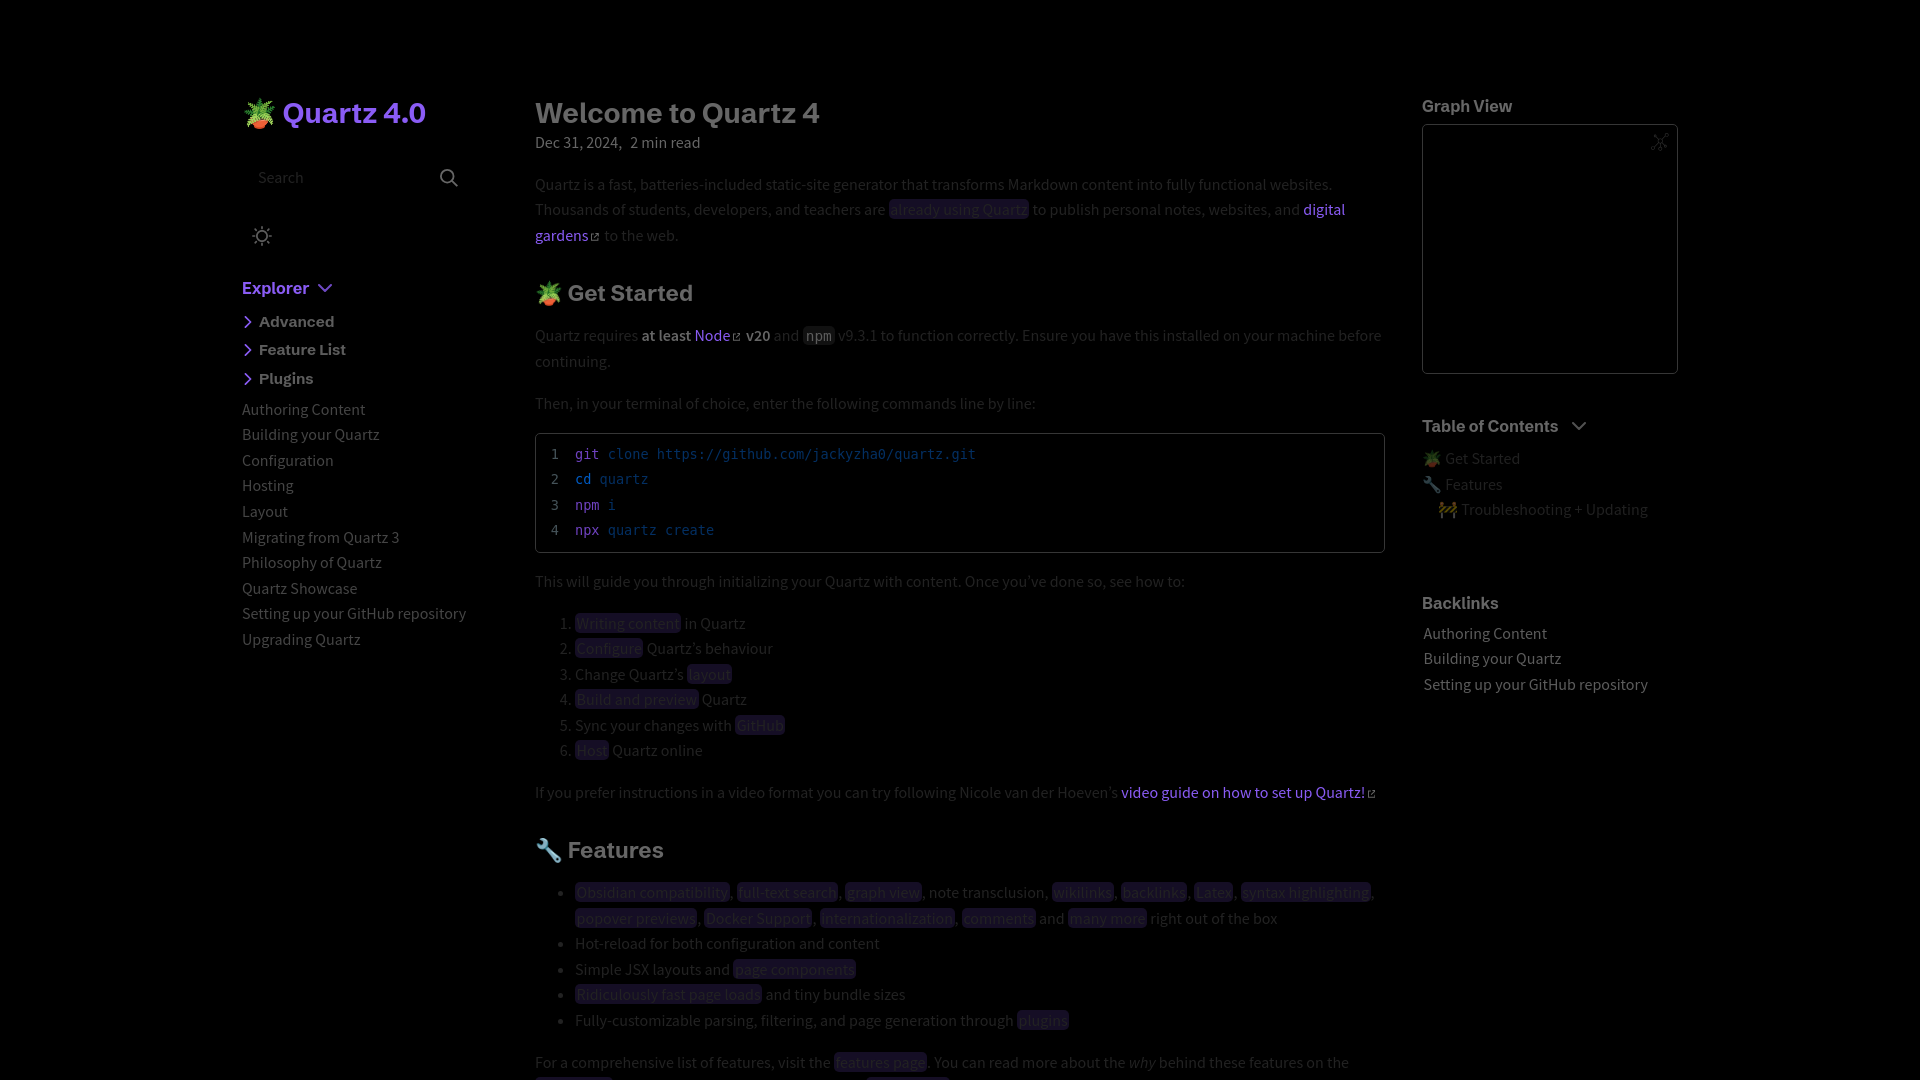 🪴 Quartz 4.0
Search
Explorer
Advanced
Feature List
Plugins
Authoring Content
Building your Quartz
Configuration
Hosting
Layout
Migrating from Quartz 3
Philosophy of Quartz
Quartz Showcase
Setting up your GitHub repository
Upgrading Quartz
Welcome to Quartz 4
Dec 31, 2024, 2 min read
Quartz is a fast, batteries-included static-site generator that transforms Markdown content into fully functional websites.
Thousands of students, developers, and teachers are already using Quartz to publish personal notes, websites, and digital
gardens to the web.
🪴 Get Started
Quartz requires at least Node v20 and npm v9.3.1 to function correctly. Ensure you have this installed on your machine before
continuing.
Then, in your terminal of choice, enter the following commands line by line:
1 git clone https://github.com/jackyzha0/quartz.git
2 cd quartz
3 npm i
4 npx quartz create
This will guide you through initializing your Quartz with content. Once you've done so, see how to:
1. Writing content in Quartz
2. Configure Quartz's behaviour
3. Change Quartz's layout
4. Build and preview Quartz
5. Sync your changes with GitHub
6. Host Quartz online
If you prefer instructions in a video format you can try following Nicole van der Hoeven's video guide on how to set up Quartz!
🔧 Features
• Obsidian compatibility, full-text search, graph view, note transclusion, wikilinks, backlinks, Latex, syntax highlighting,
popover previews, Docker Support, internationalization, comments and many more right out of the box
• Hot-reload for both configuration and content
• Simple JSX layouts and page components
• Ridiculously fast page loads and tiny bundle sizes
• Fully-customizable parsing, filtering, and page generation through plugins
For a comprehensive list of features, visit the features page. You can read more about the why behind these features on the
Graph View
Table of Contents
🪴 Get Started
🔧 Features
🚧 Troubleshooting + Updating
Backlinks
Authoring Content
Building your Quartz
Setting up your GitHub repository